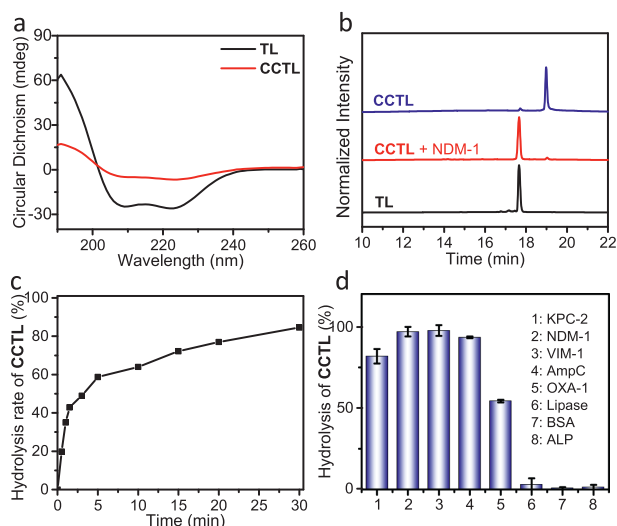 a
90
60
30
0
-30
Circular Dichroism (mdeg)
TL
CCTL
200
220
240
260
Wavelength (nm)
b
Normalized Intensity
CCTL
CCTL + NDM-1
TL
10
12
14
16
18
20
22
Time (min)
c
100
80
60
40
20
0
Hydrolysis rate of CCTL (%)
0
5
10
15
20
25
30
Time (min)
d
100
50
0
Hydrolysis of CCTL (%)
1: KPC-2
2: NDM-1
3: VIM-1
4: AmpC
5: OXA-1
6: Lipase
7: BSA
8: ALP
1
2
3
4
5
6
7
8